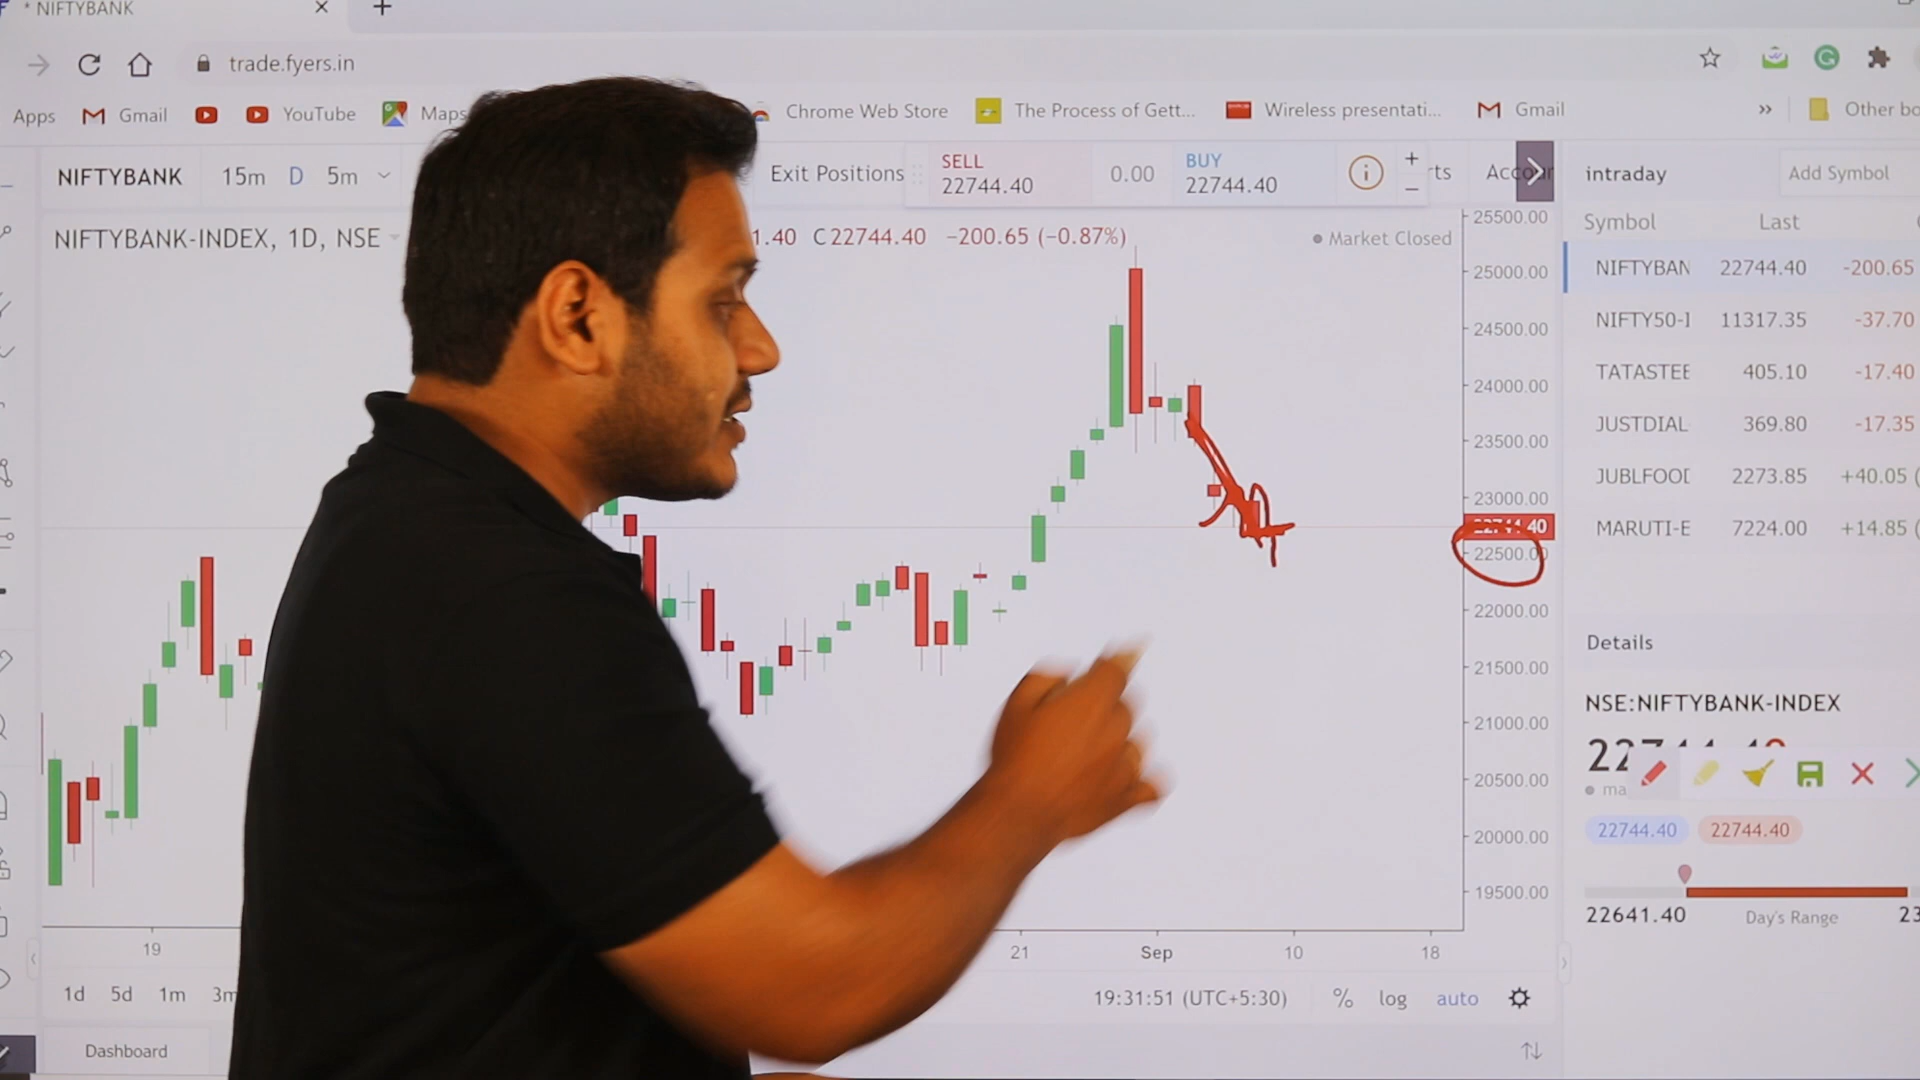 * NIFTYBANK
trade.fyers.in
Apps Gmail YouTube Maps Chrome Web Store The Process of Gett... Wireless presentati... Gmail » Other bo
NIFTYBANK 15m D 5m Exit Positions SELL 22744.40 0.00 BUY 22744.40 + − rts Accou
NIFTYBANK-INDEX, 1D, NSE 1.40 C22744.40 −200.65 (−0.87%) Market Closed
25500.00
25000.00
24500.00
24000.00
23500.00
23000.00
22500.00
22000.00
21500.00
21000.00
20500.00
20000.00
19500.00
19 21 Sep 10 18
1d 5d 1m 3m 19:31:51 (UTC+5:30) % log auto
Dashboard
intraday Add Symbol
Symbol Last
NIFTYBAN 22744.40 -200.65
NIFTY50-I 11317.35 -37.70
TATASTEE 405.10 -17.40
JUSTDIAL 369.80 -17.35
JUBLFOOD 2273.85 +40.05 (
MARUTI-E 7224.00 +14.85 (
Details
NSE:NIFTYBANK-INDEX
ma
22744.40 22744.40
22641.40 Day's Range 23